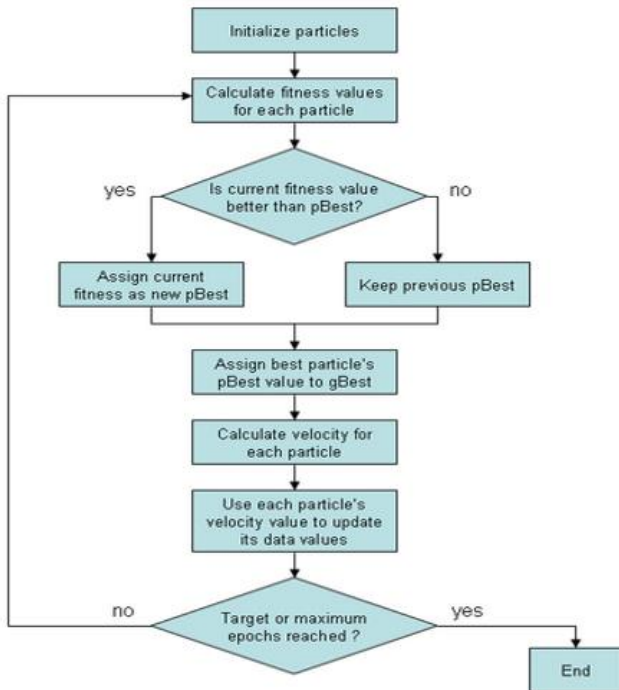 Initialize particles
Calculate fitness values
for each particle
Is current fitness value
better than pBest?
yes
no
Assign current
fitness as new pBest
Keep previous pBest
Assign best particle's
pBest value to gBest
Calculate velocity for
each particle
Use each particle's
velocity value to update
its data values
no
Target or maximum
epochs reached ?
yes
End